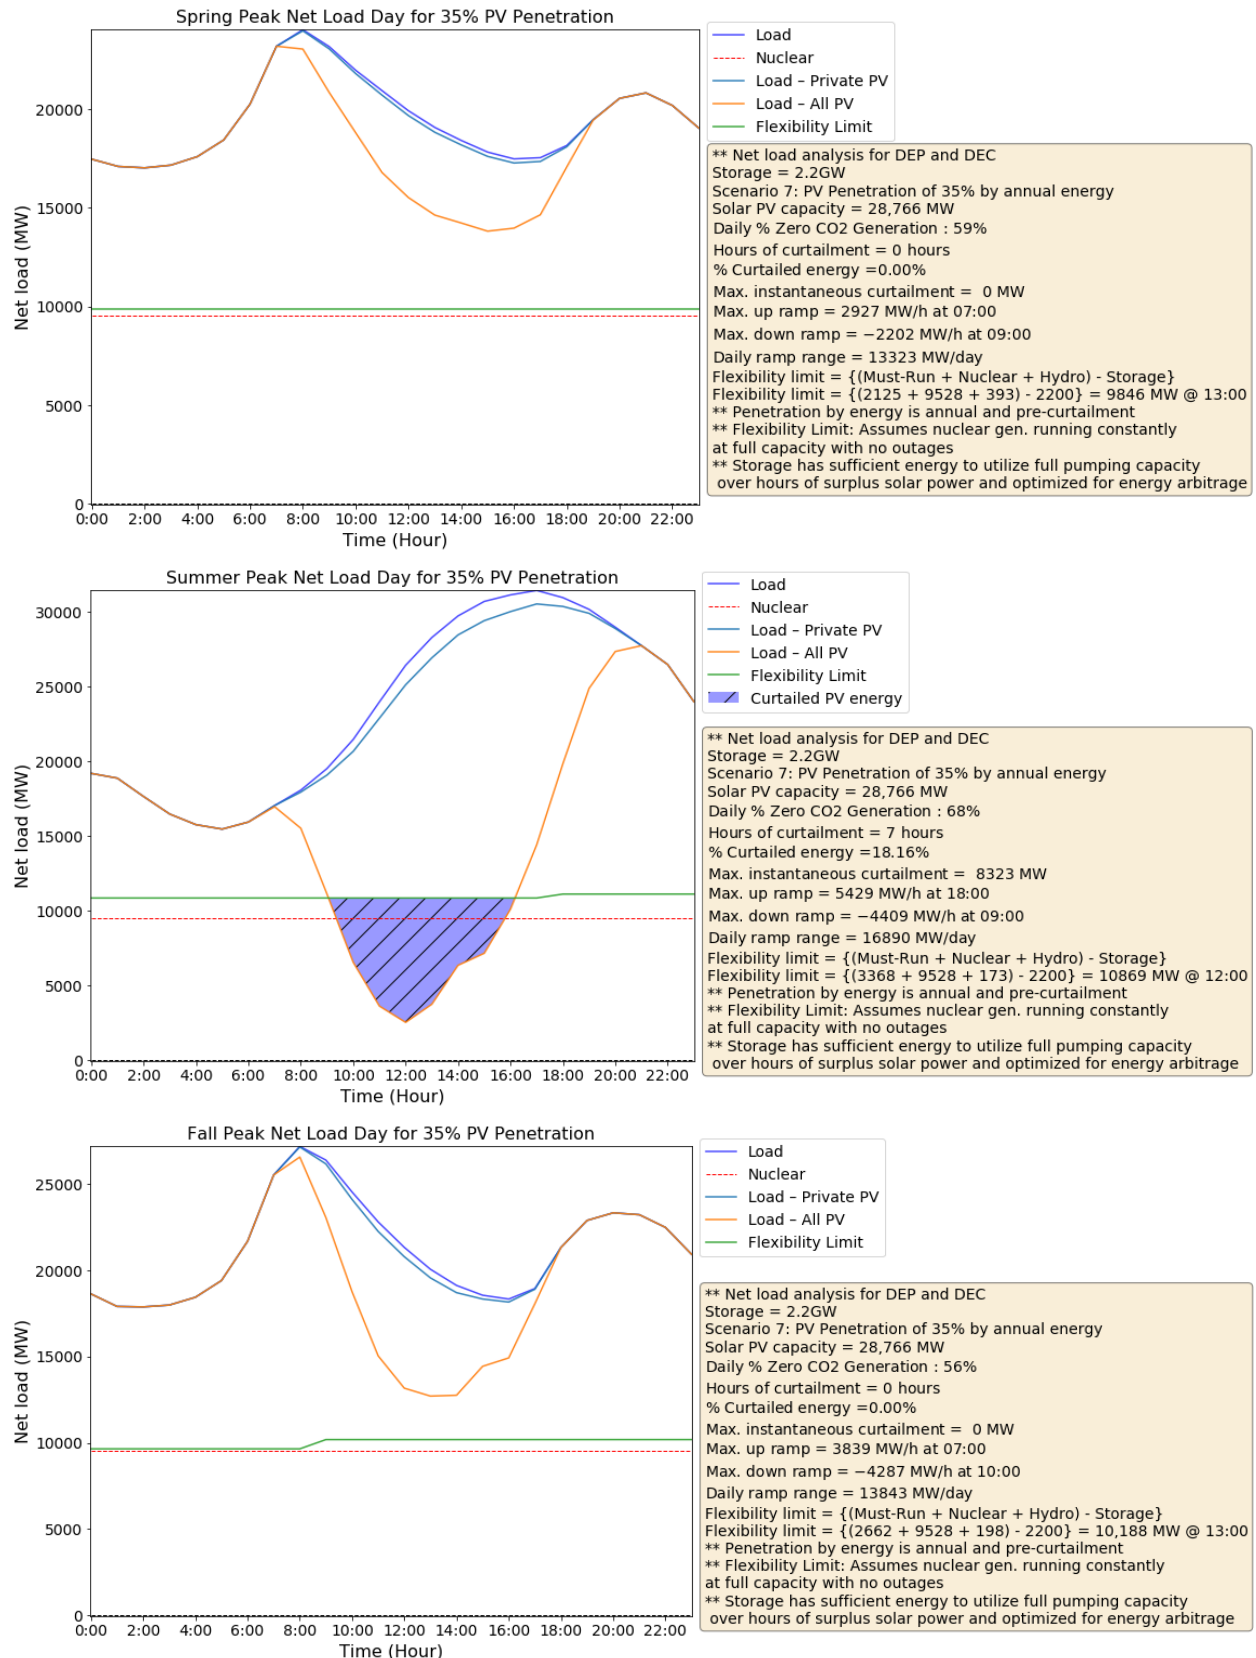 Spring Peak Net Load Day for 35% PV Penetration
Net load (MW)
20000
15000
10000
5000
0
0:00 2:00 4:00 6:00 8:00 10:00 12:00 14:00 16:00 18:00 20:00 22:00
Time (Hour)
Load
Nuclear
Load – Private PV
Load – All PV
Flexibility Limit
** Net load analysis for DEP and DEC
Storage = 2.2GW
Scenario 7: PV Penetration of 35% by annual energy
Solar PV capacity = 28,766 MW
Daily % Zero CO2 Generation : 59%
Hours of curtailment = 0 hours
% Curtailed energy =0.00%
Max. instantaneous curtailment =  0 MW
Max. up ramp = 2927 MW/h at 07:00
Max. down ramp = −2202 MW/h at 09:00
Daily ramp range = 13323 MW/day
Flexibility limit = {(Must-Run + Nuclear + Hydro) - Storage}
Flexibility limit = {(2125 + 9528 + 393) - 2200} = 9846 MW @ 13:00
** Penetration by energy is annual and pre-curtailment
** Flexibility Limit: Assumes nuclear gen. running constantly
at full capacity with no outages
** Storage has sufficient energy to utilize full pumping capacity
over hours of surplus solar power and optimized for energy arbitrage
Summer Peak Net Load Day for 35% PV Penetration
Net load (MW)
30000
25000
20000
15000
10000
5000
0
0:00 2:00 4:00 6:00 8:00 10:00 12:00 14:00 16:00 18:00 20:00 22:00
Time (Hour)
Load
Nuclear
Load – Private PV
Load – All PV
Flexibility Limit
Curtailed PV energy
** Net load analysis for DEP and DEC
Storage = 2.2GW
Scenario 7: PV Penetration of 35% by annual energy
Solar PV capacity = 28,766 MW
Daily % Zero CO2 Generation : 68%
Hours of curtailment = 7 hours
% Curtailed energy =18.16%
Max. instantaneous curtailment =  8323 MW
Max. up ramp = 5429 MW/h at 18:00
Max. down ramp = −4409 MW/h at 09:00
Daily ramp range = 16890 MW/day
Flexibility limit = {(Must-Run + Nuclear + Hydro) - Storage}
Flexibility limit = {(3368 + 9528 + 173) - 2200} = 10869 MW @ 12:00
** Penetration by energy is annual and pre-curtailment
** Flexibility Limit: Assumes nuclear gen. running constantly
at full capacity with no outages
** Storage has sufficient energy to utilize full pumping capacity
over hours of surplus solar power and optimized for energy arbitrage
Fall Peak Net Load Day for 35% PV Penetration
Net load (MW)
25000
20000
15000
10000
5000
0
0:00 2:00 4:00 6:00 8:00 10:00 12:00 14:00 16:00 18:00 20:00 22:00
Time (Hour)
Load
Nuclear
Load – Private PV
Load – All PV
Flexibility Limit
** Net load analysis for DEP and DEC
Storage = 2.2GW
Scenario 7: PV Penetration of 35% by annual energy
Solar PV capacity = 28,766 MW
Daily % Zero CO2 Generation : 56%
Hours of curtailment = 0 hours
% Curtailed energy =0.00%
Max. instantaneous curtailment =  0 MW
Max. up ramp = 3839 MW/h at 07:00
Max. down ramp = −4287 MW/h at 10:00
Daily ramp range = 13843 MW/day
Flexibility limit = {(Must-Run + Nuclear + Hydro) - Storage}
Flexibility limit = {(2662 + 9528 + 198) - 2200} = 10,188 MW @ 13:00
** Penetration by energy is annual and pre-curtailment
** Flexibility Limit: Assumes nuclear gen. running constantly
at full capacity with no outages
** Storage has sufficient energy to utilize full pumping capacity
over hours of surplus solar power and optimized for energy arbitrage